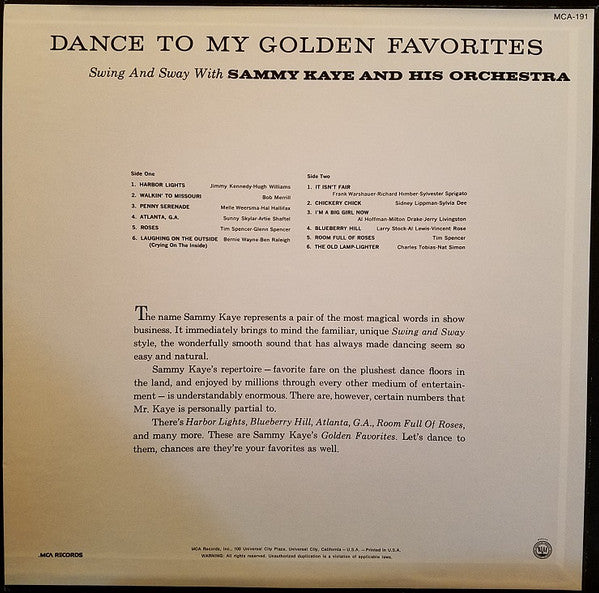 MCA-191
DANCE TO MY GOLDEN FAVORITES
Swing And Sway With SAMMY KAYE AND HIS ORCHESTRA
Side One
1. HARBOR LIGHTS Jimmy Kennedy-Hugh Williams
2. WALKIN' TO MISSOURI Bob Merrill
3. PENNY SERENADE Melle Weersma-Hal Hallifax
4. ATLANTA, G.A. Sunny Skylar-Artie Shaftel
5. ROSES Tim Spencer-Glenn Spencer
6. LAUGHING ON THE OUTSIDE Bernie Wayne-Ben Raleigh
(Crying On The Inside)
Side Two
1. IT ISN'T FAIR
Frank Warshauer-Richard Himber-Sylvester Sprigato
2. CHICKERY CHICK Sidney Lippman-Sylvia Dee
3. I'M A BIG GIRL NOW
Al Hoffman-Milton Drake-Jerry Livingston
4. BLUEBERRY HILL Larry Stock-Al Lewis-Vincent Rose
5. ROOM FULL OF ROSES Tim Spencer
6. THE OLD LAMP-LIGHTER Charles Tobias-Nat Simon
The name Sammy Kaye represents a pair of the most magical words in show
business. It immediately brings to mind the familiar, unique Swing and Sway
style, the wonderfully smooth sound that has always made dancing seem so
easy and natural.
Sammy Kaye's repertoire — favorite fare on the plushest dance floors in
the land, and enjoyed by millions through every other medium of entertain-
ment — is understandably enormous. There are, however, certain numbers that
Mr. Kaye is personally partial to.
There's Harbor Lights, Blueberry Hill, Atlanta, G.A., Room Full Of Roses,
and many more. These are Sammy Kaye's Golden Favorites. Let's dance to
them, chances are they're your favorites as well.
.MCA RECORDS
MCA Records, Inc., 100 Universal City Plaza, Universal City, California — U.S.A. — Printed in U.S.A.
WARNING: All rights reserved. Unauthorized duplication is a violation of applicable laws.